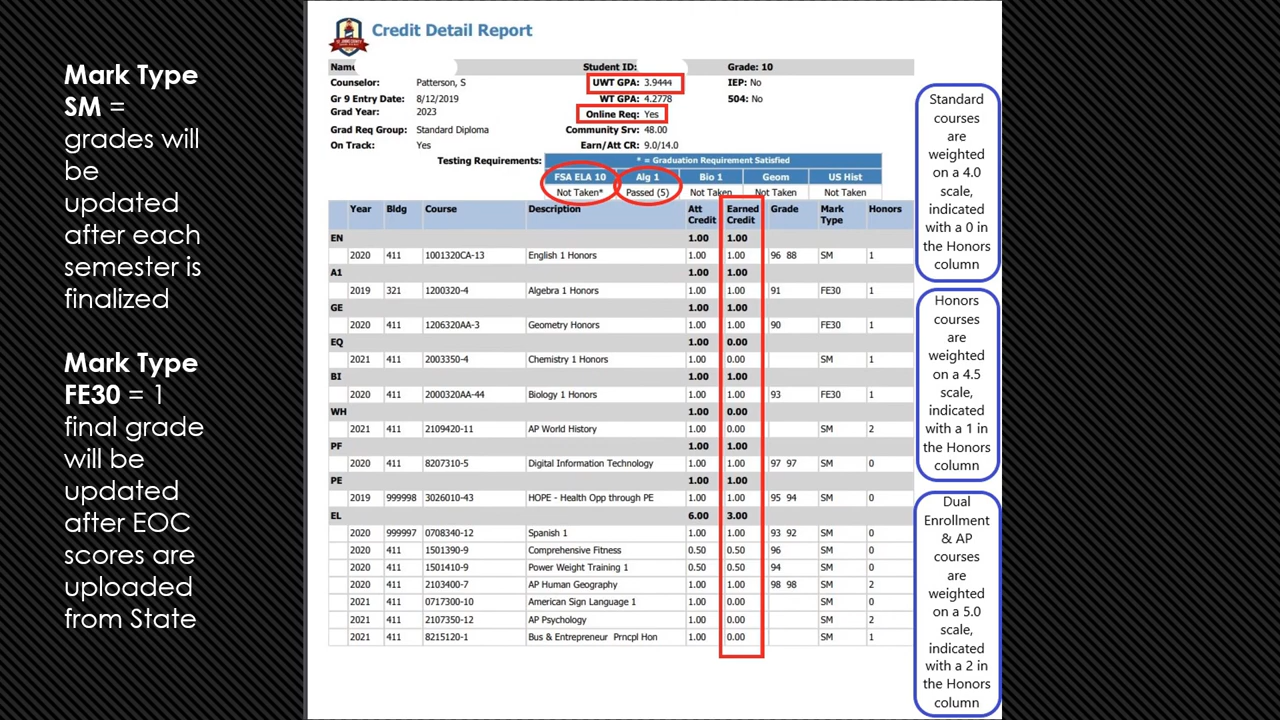 Mark Type
SM =
grades will
be
updated
after each
semester is
finalized
Mark Type
FE30 = 1
final grade
will be
updated
after EOC
scores are
uploaded
from State
Credit Detail Report
Name Student ID: Grade: 10
Counselor: Patterson, S UWT GPA: 3.9444 IEP: No
Gr 9 Entry Date: 8/12/2019 WT GPA: 4.2778 504: No
Grad Year: 2023 Online Req: Yes
Grad Req Group: Standard Diploma Community Srv: 48.00
On Track: Yes Earn/Att CR: 9.0/14.0
Testing Requirements: * = Graduation Requirement Satisfied
FSA ELA 10 Alg 1 Bio 1 Geom US Hist
Not Taken* Passed (5) Not Taken Not Taken Not Taken
Year Bldg Course Description Att Earned Grade Mark Honors
Credit Credit Type
EN 1.00 1.00
2020 411 1001320CA-13 English 1 Honors 1.00 1.00 96 88 SM 1
A1 1.00 1.00
2019 321 1200320-4 Algebra 1 Honors 1.00 1.00 91 FE30 1
GE 1.00 1.00
2020 411 1206320AA-3 Geometry Honors 1.00 1.00 90 FE30 1
EQ 1.00 0.00
2021 411 2003350-4 Chemistry 1 Honors 1.00 0.00 SM 1
BI 1.00 1.00
2020 411 2000320AA-44 Biology 1 Honors 1.00 1.00 93 FE30 1
WH 1.00 0.00
2021 411 2109420-11 AP World History 1.00 0.00 SM 2
PF 1.00 1.00
2020 411 8207310-5 Digital Information Technology 1.00 1.00 97 97 SM 0
PE 1.00 1.00
2019 999998 3026010-43 HOPE - Health Opp through PE 1.00 1.00 95 94 SM 0
EL 6.00 3.00
2020 999997 0708340-12 Spanish 1 1.00 1.00 93 92 SM 0
2020 411 1501390-9 Comprehensive Fitness 0.50 0.50 96 SM 0
2020 411 1501410-9 Power Weight Training 1 0.50 0.50 94 SM 0
2020 411 2103400-7 AP Human Geography 1.00 1.00 98 98 SM 2
2021 411 0717300-10 American Sign Language 1 1.00 0.00 SM 0
2021 411 2107350-12 AP Psychology 1.00 0.00 SM 2
2021 411 8215120-1 Bus & Entrepreneur Prncpl Hon 1.00 0.00 SM 1
Standard
courses
are
weighted
on a 4.0
scale,
indicated
with a 0 in
the Honors
column
Honors
courses
are
weighted
on a 4.5
scale,
indicated
with a 1 in
the Honors
column
Dual
Enrollment
& AP
courses
are
weighted
on a 5.0
scale,
indicated
with a 2 in
the Honors
column